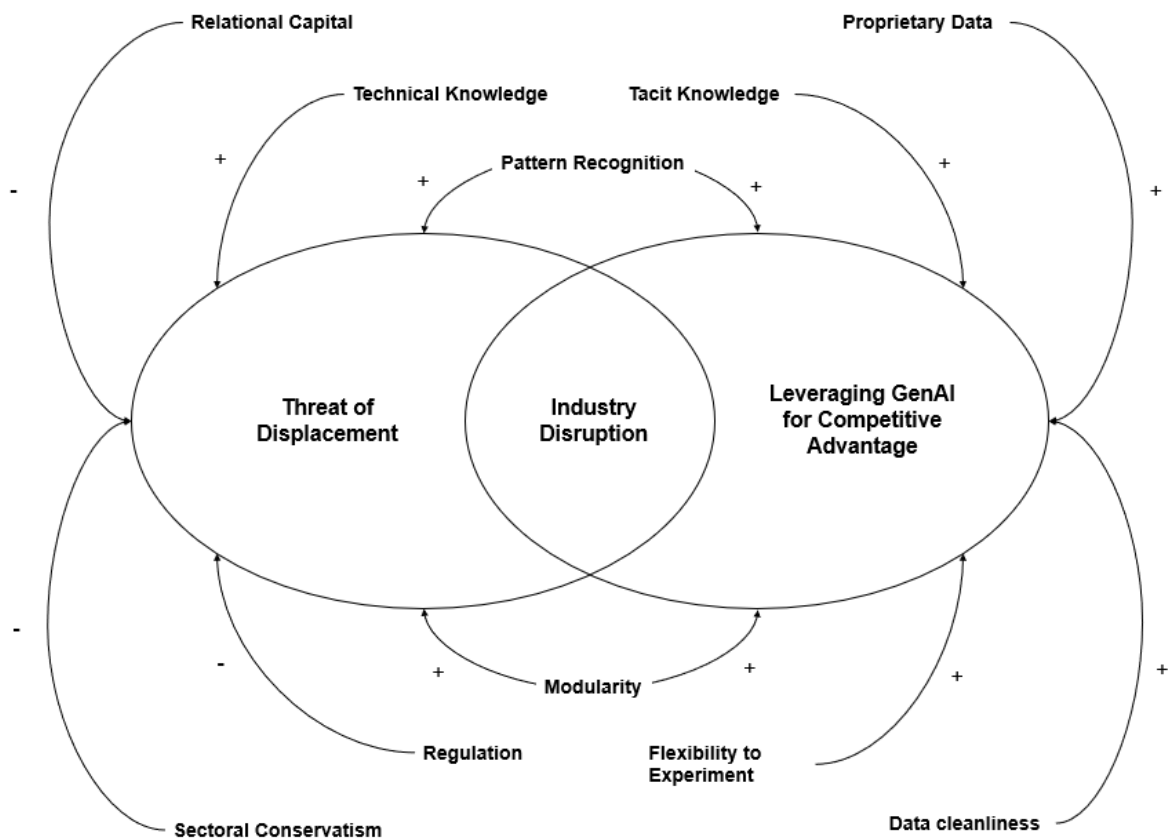 Relational Capital
Proprietary Data
Technical Knowledge
Tacit Knowledge
Pattern Recognition
+
+
+
+
-
+
Threat of
Displacement
Industry
Disruption
Leveraging GenAI
for Competitive
Advantage
-
-
+
+
+
+
Modularity
Regulation
Flexibility to
Experiment
Sectoral Conservatism
Data cleanliness